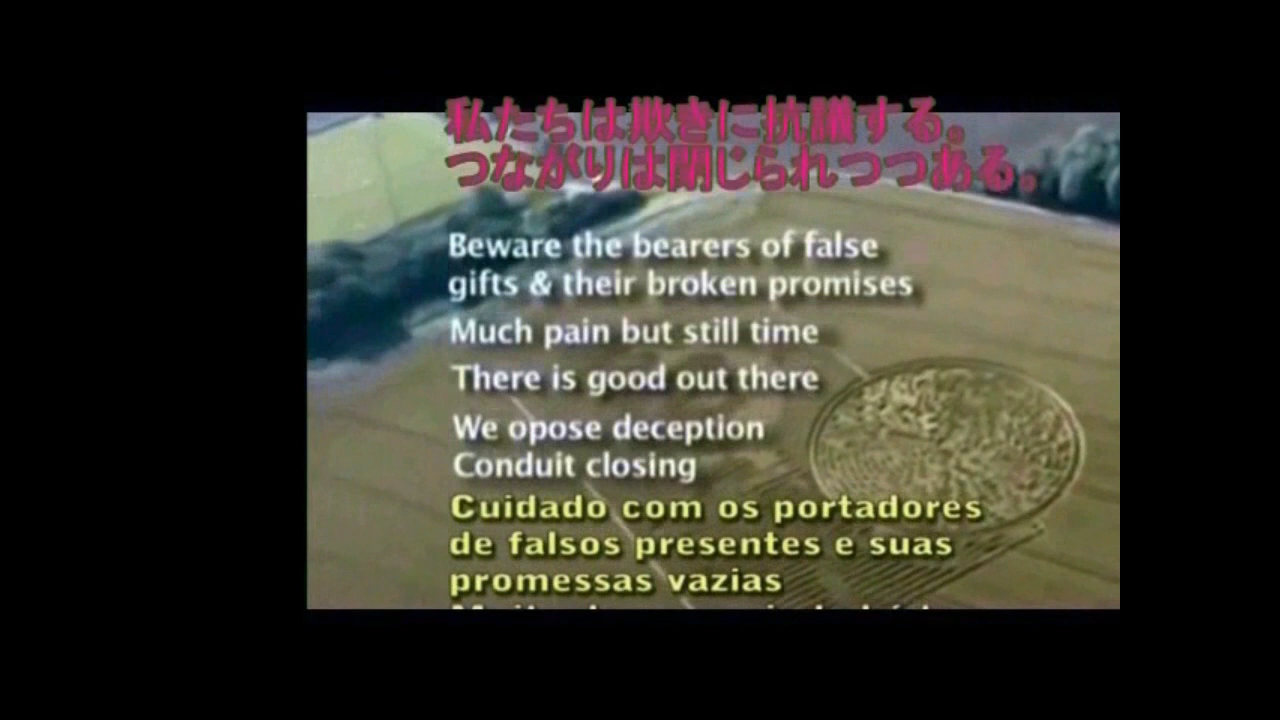 私たちは欺きに抗議する。
つながりは閉じられつつある。
Beware the bearers of false
gifts & their broken promises
Much pain but still time
There is good out there
We opose deception
Conduit closing
Cuidado com os portadores
de falsos presentes e suas
promessas vazias